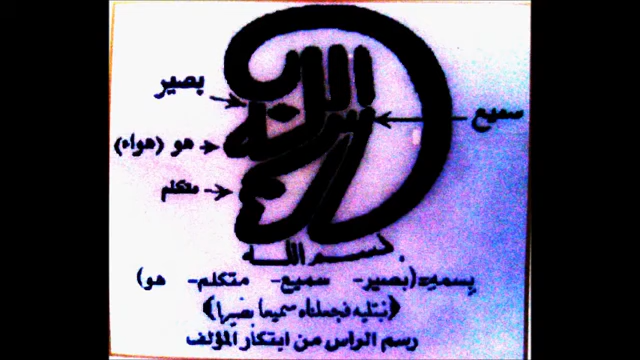 بصير
سميع
هو (هواء)
متكلم
بسم الله
بسميه (بصير- سميع- متكلم- هو)
﴿نبتليه فجعلناه سميعا بصيرا﴾
رسم الراس من ابتكار المؤلف